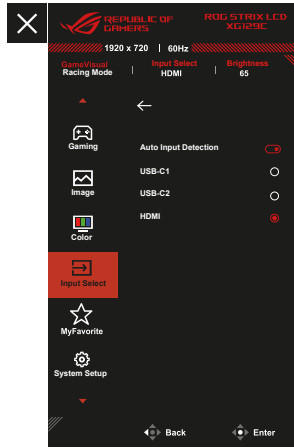 REPUBLIC OF
GAMERS
ROG STRIX LCD
XG129C
1920 x 720 | 60Hz
GameVisual
Racing Mode
Input Select
HDMI
Brightness
65
Gaming
Image
Color
Input Select
MyFavorite
System Setup
Auto Input Detection
USB-C1
USB-C2
HDMI
Back
Enter